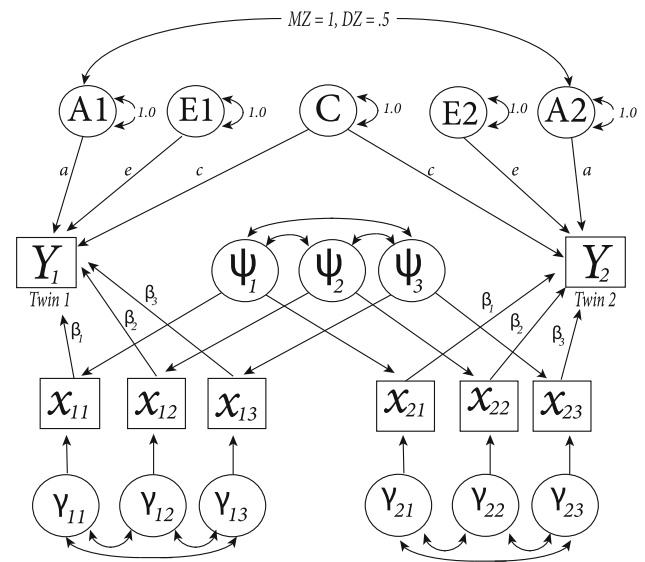 MZ = 1, DZ = .5
A1 1.0 E1 1.0 C 1.0 E2 1.0 A2 1.0
a e c c e a
Y1 ψ1 ψ2 ψ3 Y2
Twin 1 Twin 2
β1 β2 β3 β1 β2 β3
x11 x12 x13 x21 x22 x23
γ11 γ12 γ13 γ21 γ22 γ23